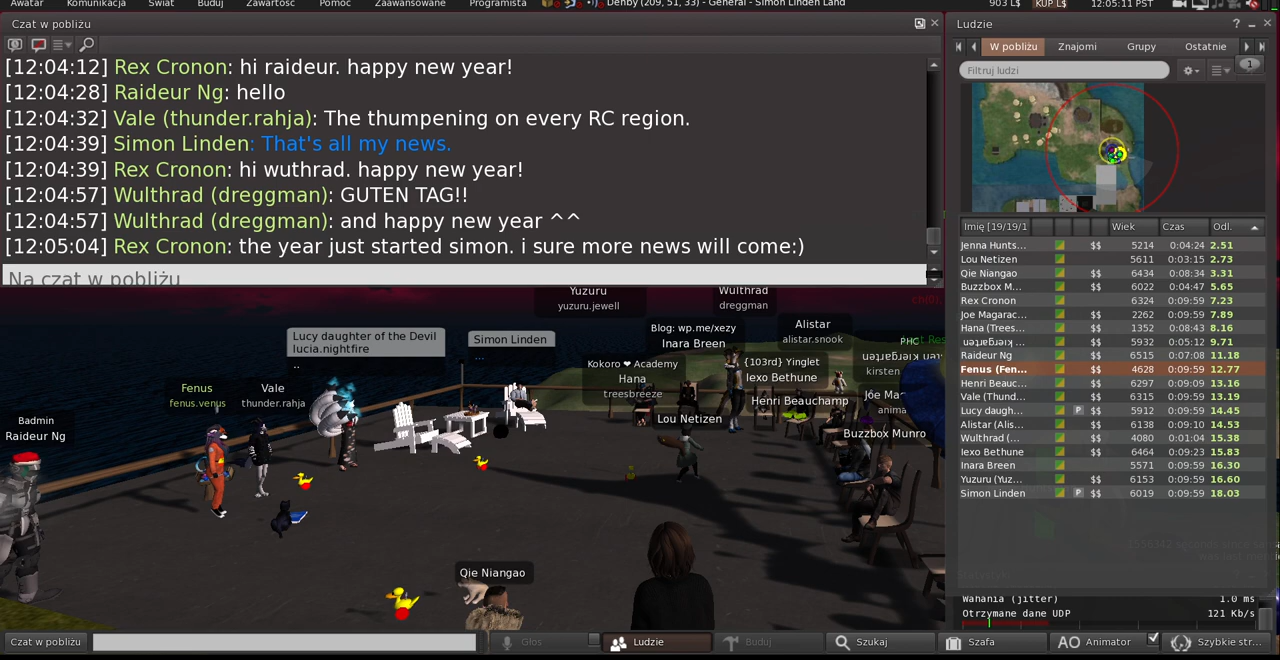 Awatar Komunikacja Świat Buduj Zawartość Pomoc Zaawansowane Programista Denby (209, 51, 33) - General - Simon Linden Land 903 L$ KUP L$ 12:05:11 PST
Czat w pobliżu
[12:04:12] Rex Cronon: hi raideur. happy new year!
[12:04:28] Raideur Ng: hello
[12:04:32] Vale (thunder.rahja): The thumpening on every RC region.
[12:04:39] Simon Linden: That's all my news.
[12:04:39] Rex Cronon: hi wuthrad. happy new year!
[12:04:57] Wulthrad (dreggman): GUTEN TAG!!
[12:04:57] Wulthrad (dreggman): and happy new year ^^
[12:05:04] Rex Cronon: the year just started simon. i sure more news will come:)
Na czat w pobliżu
Yuzuru
yuzuru.jewell
Wulthrad
dreggman
Lucy daughter of the Devil
lucia.nightfire
..
Simon Linden
...
Blog: wp.me/xezy
Inara Breen
Alistar
alistar.snook
PHC
kirsten
Kokoro ❤ Academy
Hana
treesbreeze
{103rd} Yinglet
Iexo Bethune
Fenus
fenus.venus
Vale
thunder.rahja
Henri Beauchamp
Jóe Mag
anima
Badmin
Raideur Ng
Lou Netizen
Buzzbox Munro
Qie Niangao
Ludzie
W pobliżu Znajomi Grupy Ostatnie
Filtruj ludzi
1
Imię [19/19/1 Wiek Czas Odl.
Jenna Hunts... $$ 5214 0:04:24 2.51
Lou Netizen 5611 0:03:15 2.73
Qie Niangao $$ 6434 0:08:34 3.31
Buzzbox M... $$ 6022 0:04:47 5.65
Rex Cronon 6324 0:09:59 7.23
Joe Magarac... $$ 2262 0:09:59 7.89
Hana (Trees... $$ 1352 0:08:43 8.16
$$ 5932 0:05:12 9.71
Raideur Ng $$ 6515 0:07:08 11.18
Fenus (Fen... 4628 0:09:59 12.77
Henri Beauc... $$ 6297 0:09:09 13.16
Vale (Thund... $$ 6315 0:09:59 13.19
Lucy daugh... P $$ 5912 0:09:59 14.45
Alistar (Alis... $$ 6138 0:09:10 14.53
Wulthrad (... $$ 4080 0:01:04 15.38
Iexo Bethune $$ 6464 0:09:23 15.83
Inara Breen 5571 0:09:59 16.30
Yuzuru (Yuz... $$ 6153 0:09:59 16.60
Simon Linden P $$ 6019 0:09:59 18.03
Wahania (jitter) 1.0 ms
Otrzymane dane UDP 121 Kb/s
Czat w pobliżu Głos Ludzie Buduj Szukaj Szafa AO Animator Szybkie str...